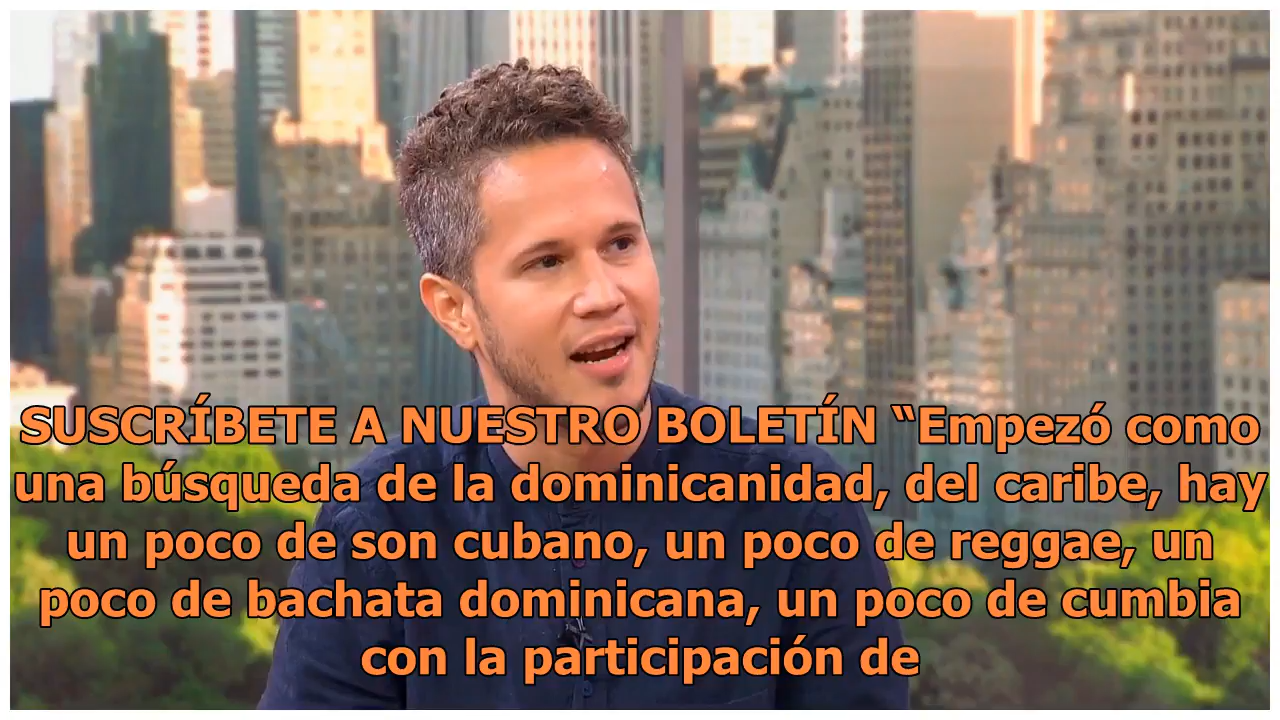 SUSCRÍBETE A NUESTRO BOLETÍN “Empezó como
una búsqueda de la dominicanidad, del caribe, hay
un poco de son cubano, un poco de reggae, un
poco de bachata dominicana, un poco de cumbia
con la participación de